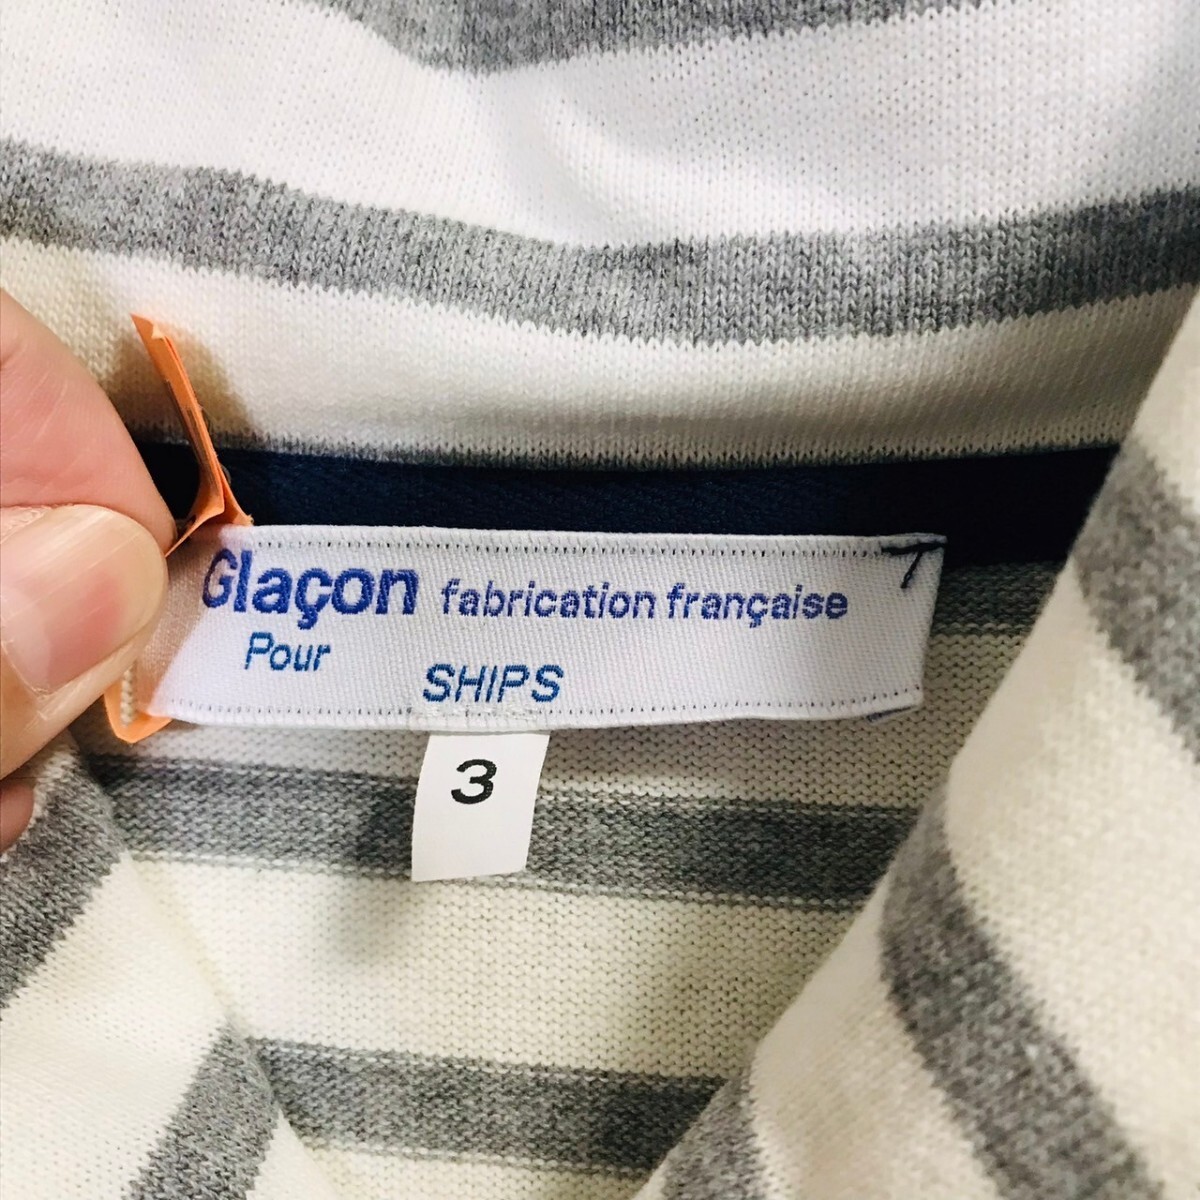 Glaçon fabrication française
Pour SHIPS
3